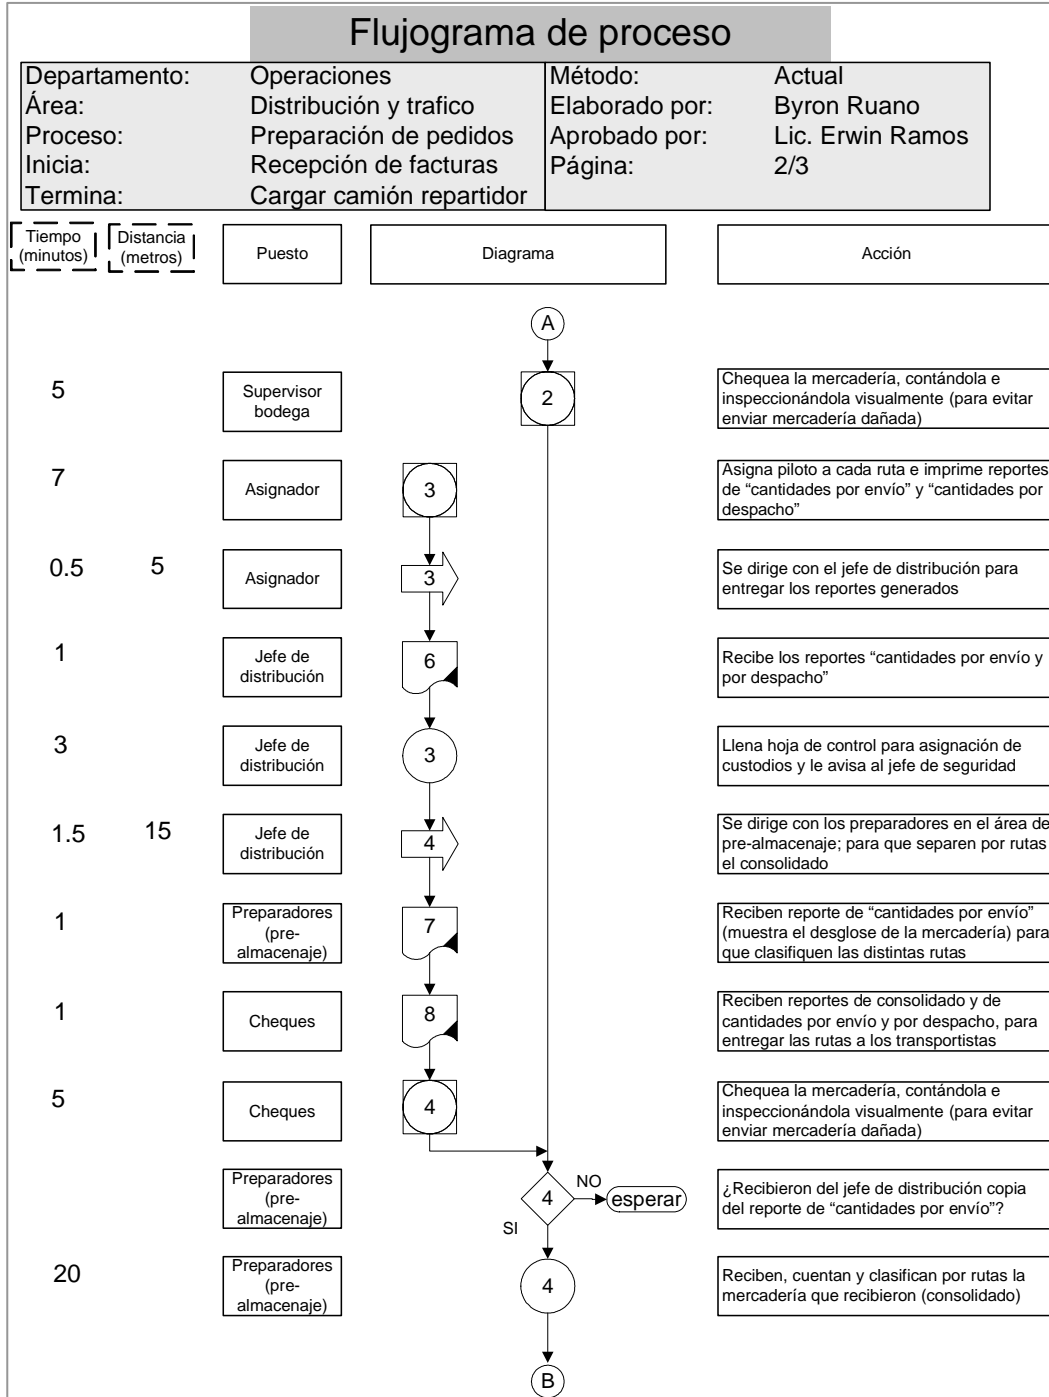 Flujograma de proceso
Departamento: Operaciones
Área: Distribución y trafico
Proceso: Preparación de pedidos
Inicia: Recepción de facturas
Termina: Cargar camión repartidor
Método: Actual
Elaborado por: Byron Ruano
Aprobado por: Lic. Erwin Ramos
Página: 2/3
Tiempo
(minutos)
Distancia
(metros)
Puesto
Diagrama
Acción
A
5
Supervisor
bodega
2
Chequea la mercadería, contándola e
inspeccionándola visualmente (para evitar
enviar mercadería dañada)
7
Asignador
3
Asigna piloto a cada ruta e imprime reportes
de “cantidades por envío” y “cantidades por
despacho”
0.5
5
Asignador
3
Se dirige con el jefe de distribución para
entregar los reportes generados
1
Jefe de
distribución
6
Recibe los reportes “cantidades por envío y
por despacho”
3
Jefe de
distribución
3
Llena hoja de control para asignación de
custodios y le avisa al jefe de seguridad
1.5
15
Jefe de
distribución
4
Se dirige con los preparadores en el área de
pre-almacenaje; para que separen por rutas
el consolidado
1
Preparadores
(pre-
almacenaje)
7
Reciben reporte de “cantidades por envío”
(muestra el desglose de la mercadería) para
que clasifiquen las distintas rutas
1
Cheques
8
Reciben reportes de consolidado y de
cantidades por envío y por despacho, para
entregar las rutas a los transportistas
5
Cheques
4
Chequea la mercadería, contándola e
inspeccionándola visualmente (para evitar
enviar mercadería dañada)
Preparadores
(pre-
almacenaje)
4
NO
esperar
SI
¿Recibieron del jefe de distribución copia
del reporte de “cantidades por envío”?
20
Preparadores
(pre-
almacenaje)
4
Reciben, cuentan y clasifican por rutas la
mercadería que recibieron (consolidado)
B